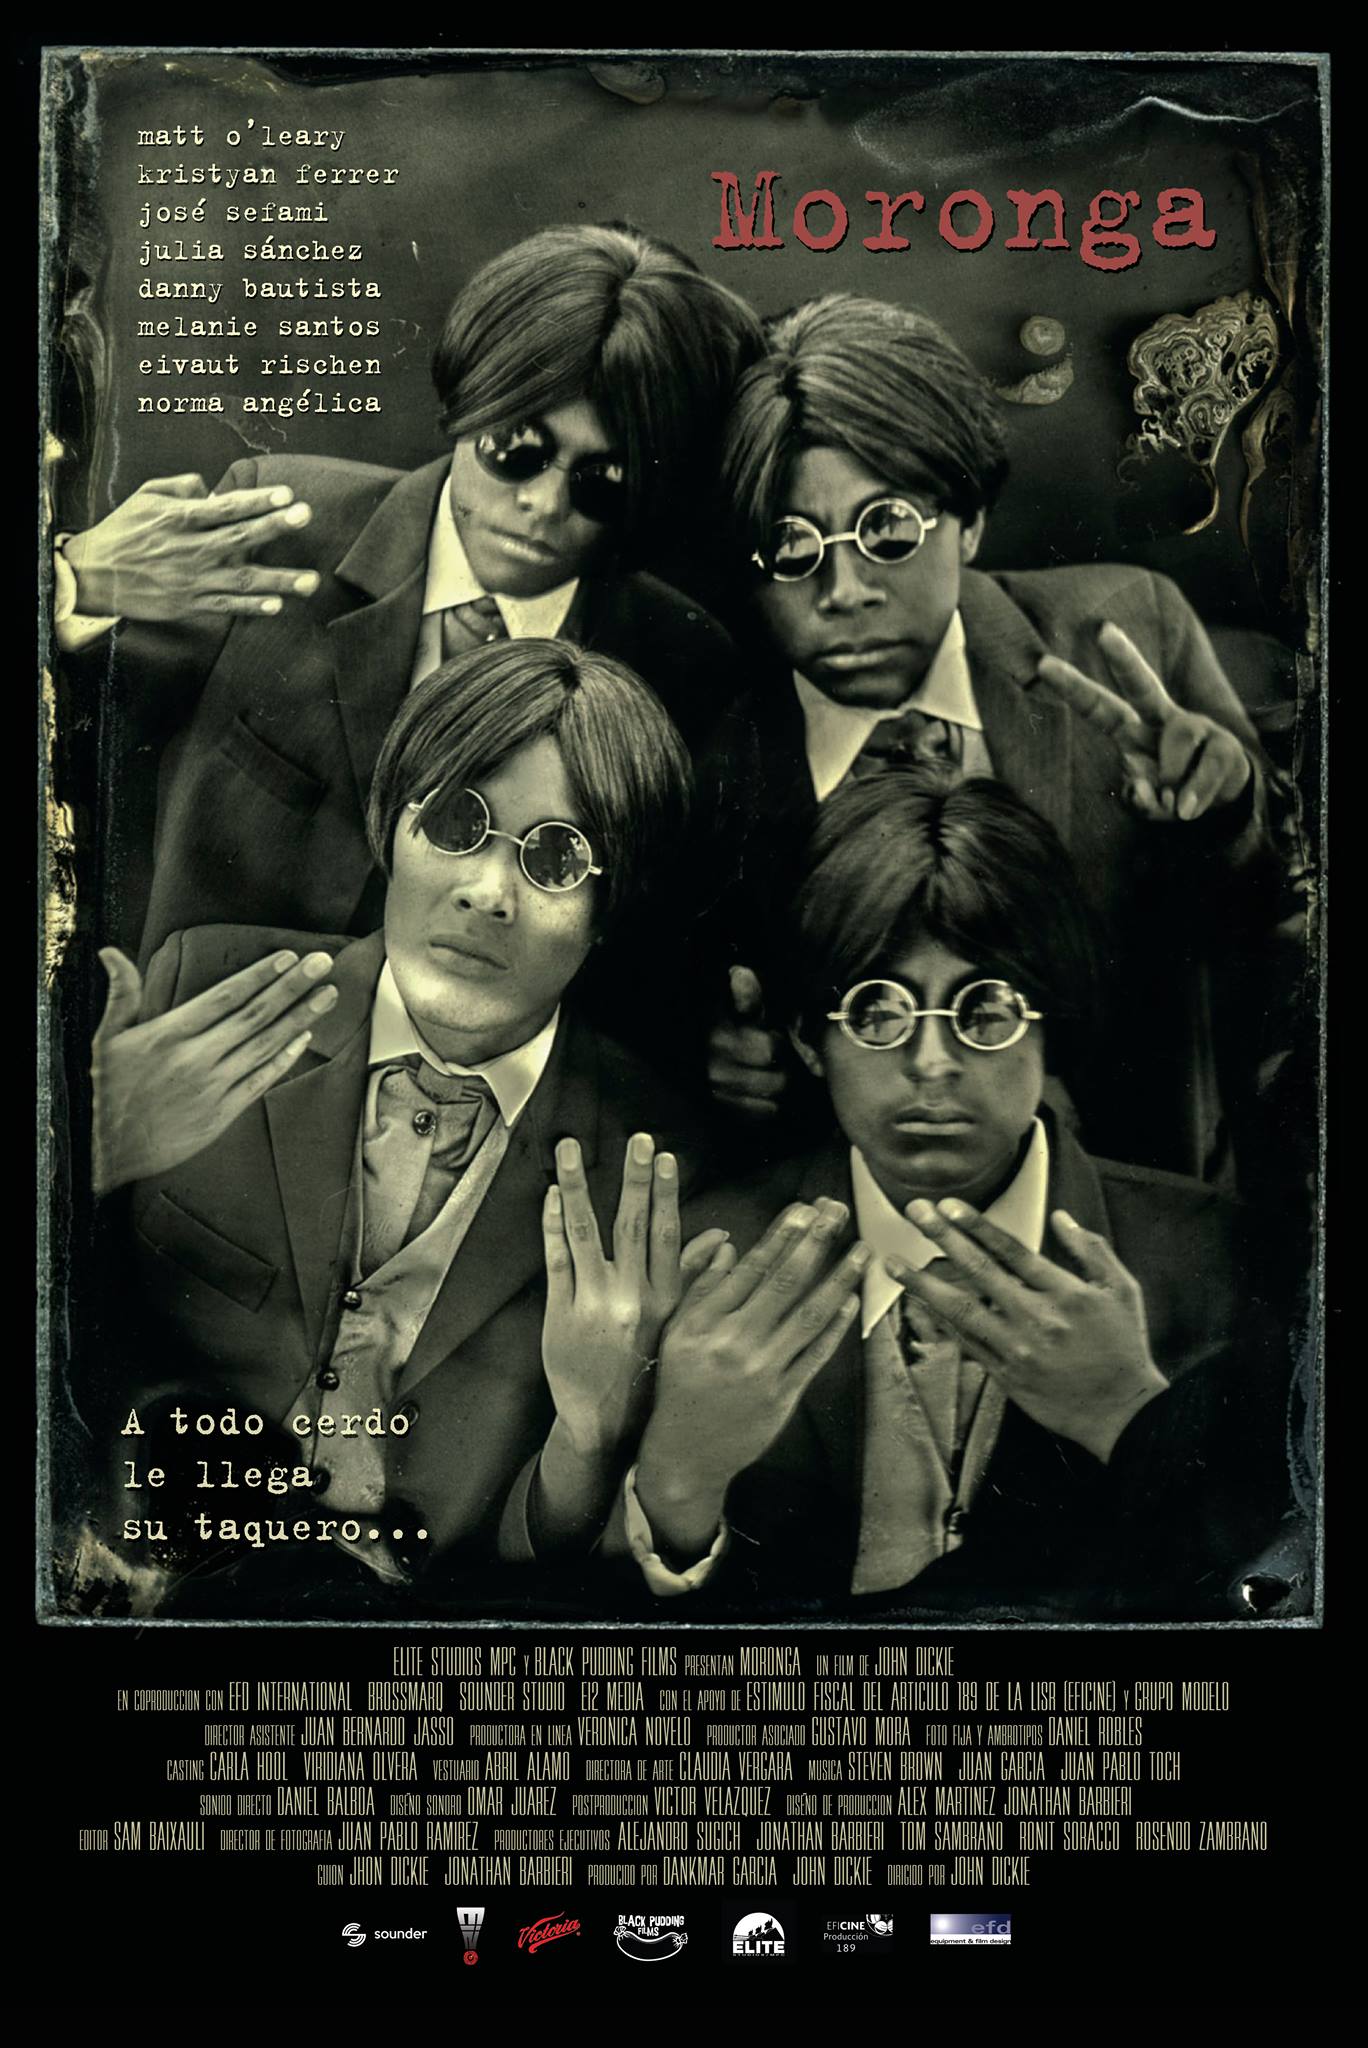 matt o'leary
kristyan ferrer
josé sefami
julia sánchez
danny bautista
melanie santos
eivaut rischen
norma angélica
Moronga
A todo cerdo
le llega
su taquero...
ELITE STUDIOS MPC Y BLACK PUDDING FILMS PRESENTAN MORONGA UN FILM DE JOHN DICKIE
EN COPRODUCCION CON EFD INTERNATIONAL BROSSMARQ SOUNDER STUDIO E12 MEDIA CON EL APOYO DE ESTIMULO FISCAL DEL ARTICULO 189 DE LA LISR (EFICINE) Y GRUPO MODELO
DIRECTOR ASISTENTE JUAN BERNARDO JASSO PRODUCTORA EN LINEA VERONICA NOVELO PRODUCTOR ASOCIADO GUSTAVO MORA FOTO FIJA Y AMBROTIPOS DANIEL ROBLES
CASTING CARLA HOOL VIRIDIANA OLVERA VESTUARIO ABRIL ALAMO DIRECTORA DE ARTE CLAUDIA VERGARA MUSICA STEVEN BROWN JUAN GARCIA JUAN PABLO TOCH
SONIDO DIRECTO DANIEL BALBOA DISEÑO SONORO OMAR JUAREZ POSTPRODUCCION VICTOR VELAZQUEZ DISEÑO DE PRODUCCION ALEX MARTINEZ JONATHAN BARBIERI
EDITOR SAM BAIXAULI DIRECTOR DE FOTOGRAFIA JUAN PABLO RAMIREZ PRODUCTORES EJECUTIVOS ALEJANDRO SUGICH JONATHAN BARBIERI TOM SAMBRANO RONIT SORACCO ROSENDO ZAMBRANO
GUION JHON DICKIE JONATHAN BARBIERI PRODUCIDO POR DANKMAR GARCIA JOHN DICKIE DIRIGIDO POR JOHN DICKIE
sounder
Victoria
BLACK PUDDING
FILMS
ELITE
STUDIOS/MPC
EFICINE
Producción
189
efd
equipment & film design